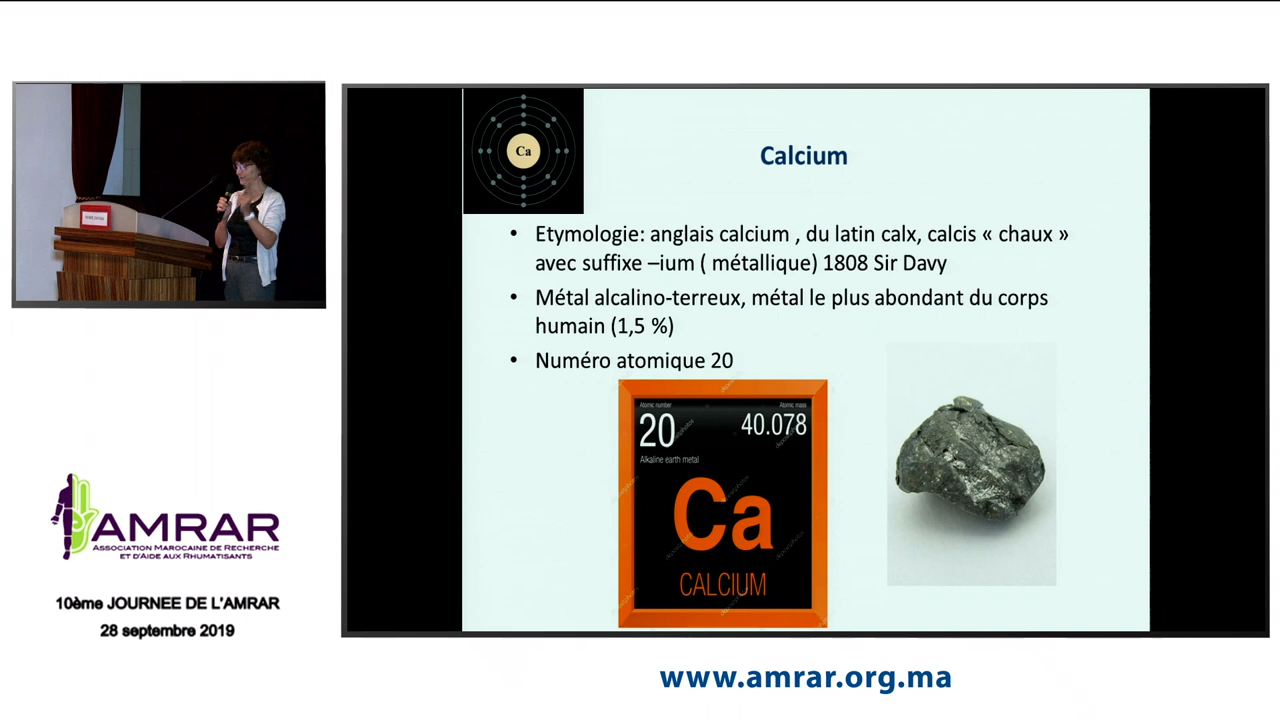 Ca
Calcium
• Etymologie: anglais calcium , du latin calx, calcis « chaux »
avec suffixe –ium ( métallique) 1808 Sir Davy
• Métal alcalino-terreux, métal le plus abondant du corps
humain (1,5 %)
• Numéro atomique 20
Atomic number
Atomic mass
20
40.078
Alkaline earth metal
Ca
CALCIUM
AMRAR
ASSOCIATION MAROCAINE DE RECHERCHE
ET D'AIDE AUX RHUMATISANTS
10ème JOURNEE DE L'AMRAR
28 septembre 2019
www.amrar.org.ma